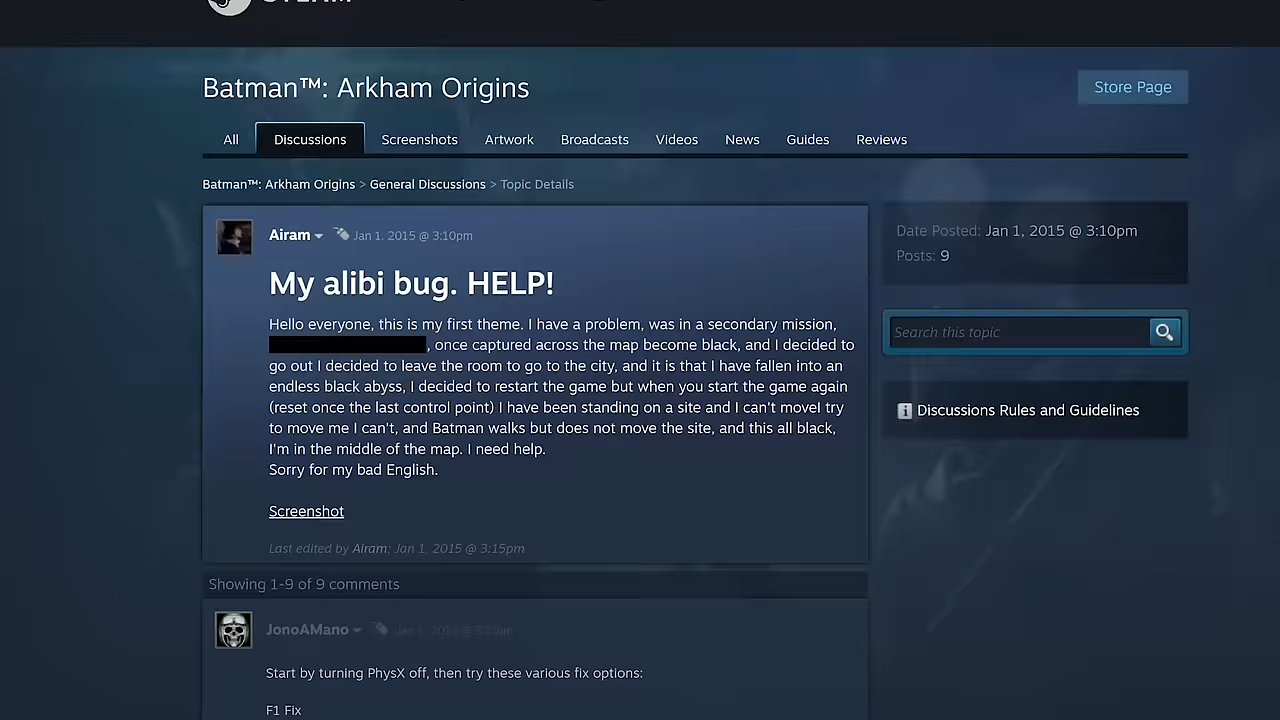 STEAM
Batman™: Arkham Origins
Store Page
All Discussions Screenshots Artwork Broadcasts Videos News Guides Reviews
Batman™: Arkham Origins > General Discussions > Topic Details
Airam Jan 1, 2015 @ 3:10pm
My alibi bug. HELP!
Hello everyone, this is my first theme. I have a problem, was in a secondary mission,
, once captured across the map become black, and I decided to
go out I decided to leave the room to go to the city, and it is that I have fallen into an
endless black abyss, I decided to restart the game but when you start the game again
(reset once the last control point) I have been standing on a site and I can't moveI try
to move me I can't, and Batman walks but does not move the site, and this all black,
I'm in the middle of the map. I need help.
Sorry for my bad English.
Screenshot
Last edited by Airam; Jan 1, 2015 @ 3:15pm
Date Posted: Jan 1, 2015 @ 3:10pm
Posts: 9
Search this topic
Discussions Rules and Guidelines
Showing 1-9 of 9 comments
JonoAMano
Start by turning PhysX off, then try these various fix options:
F1 Fix